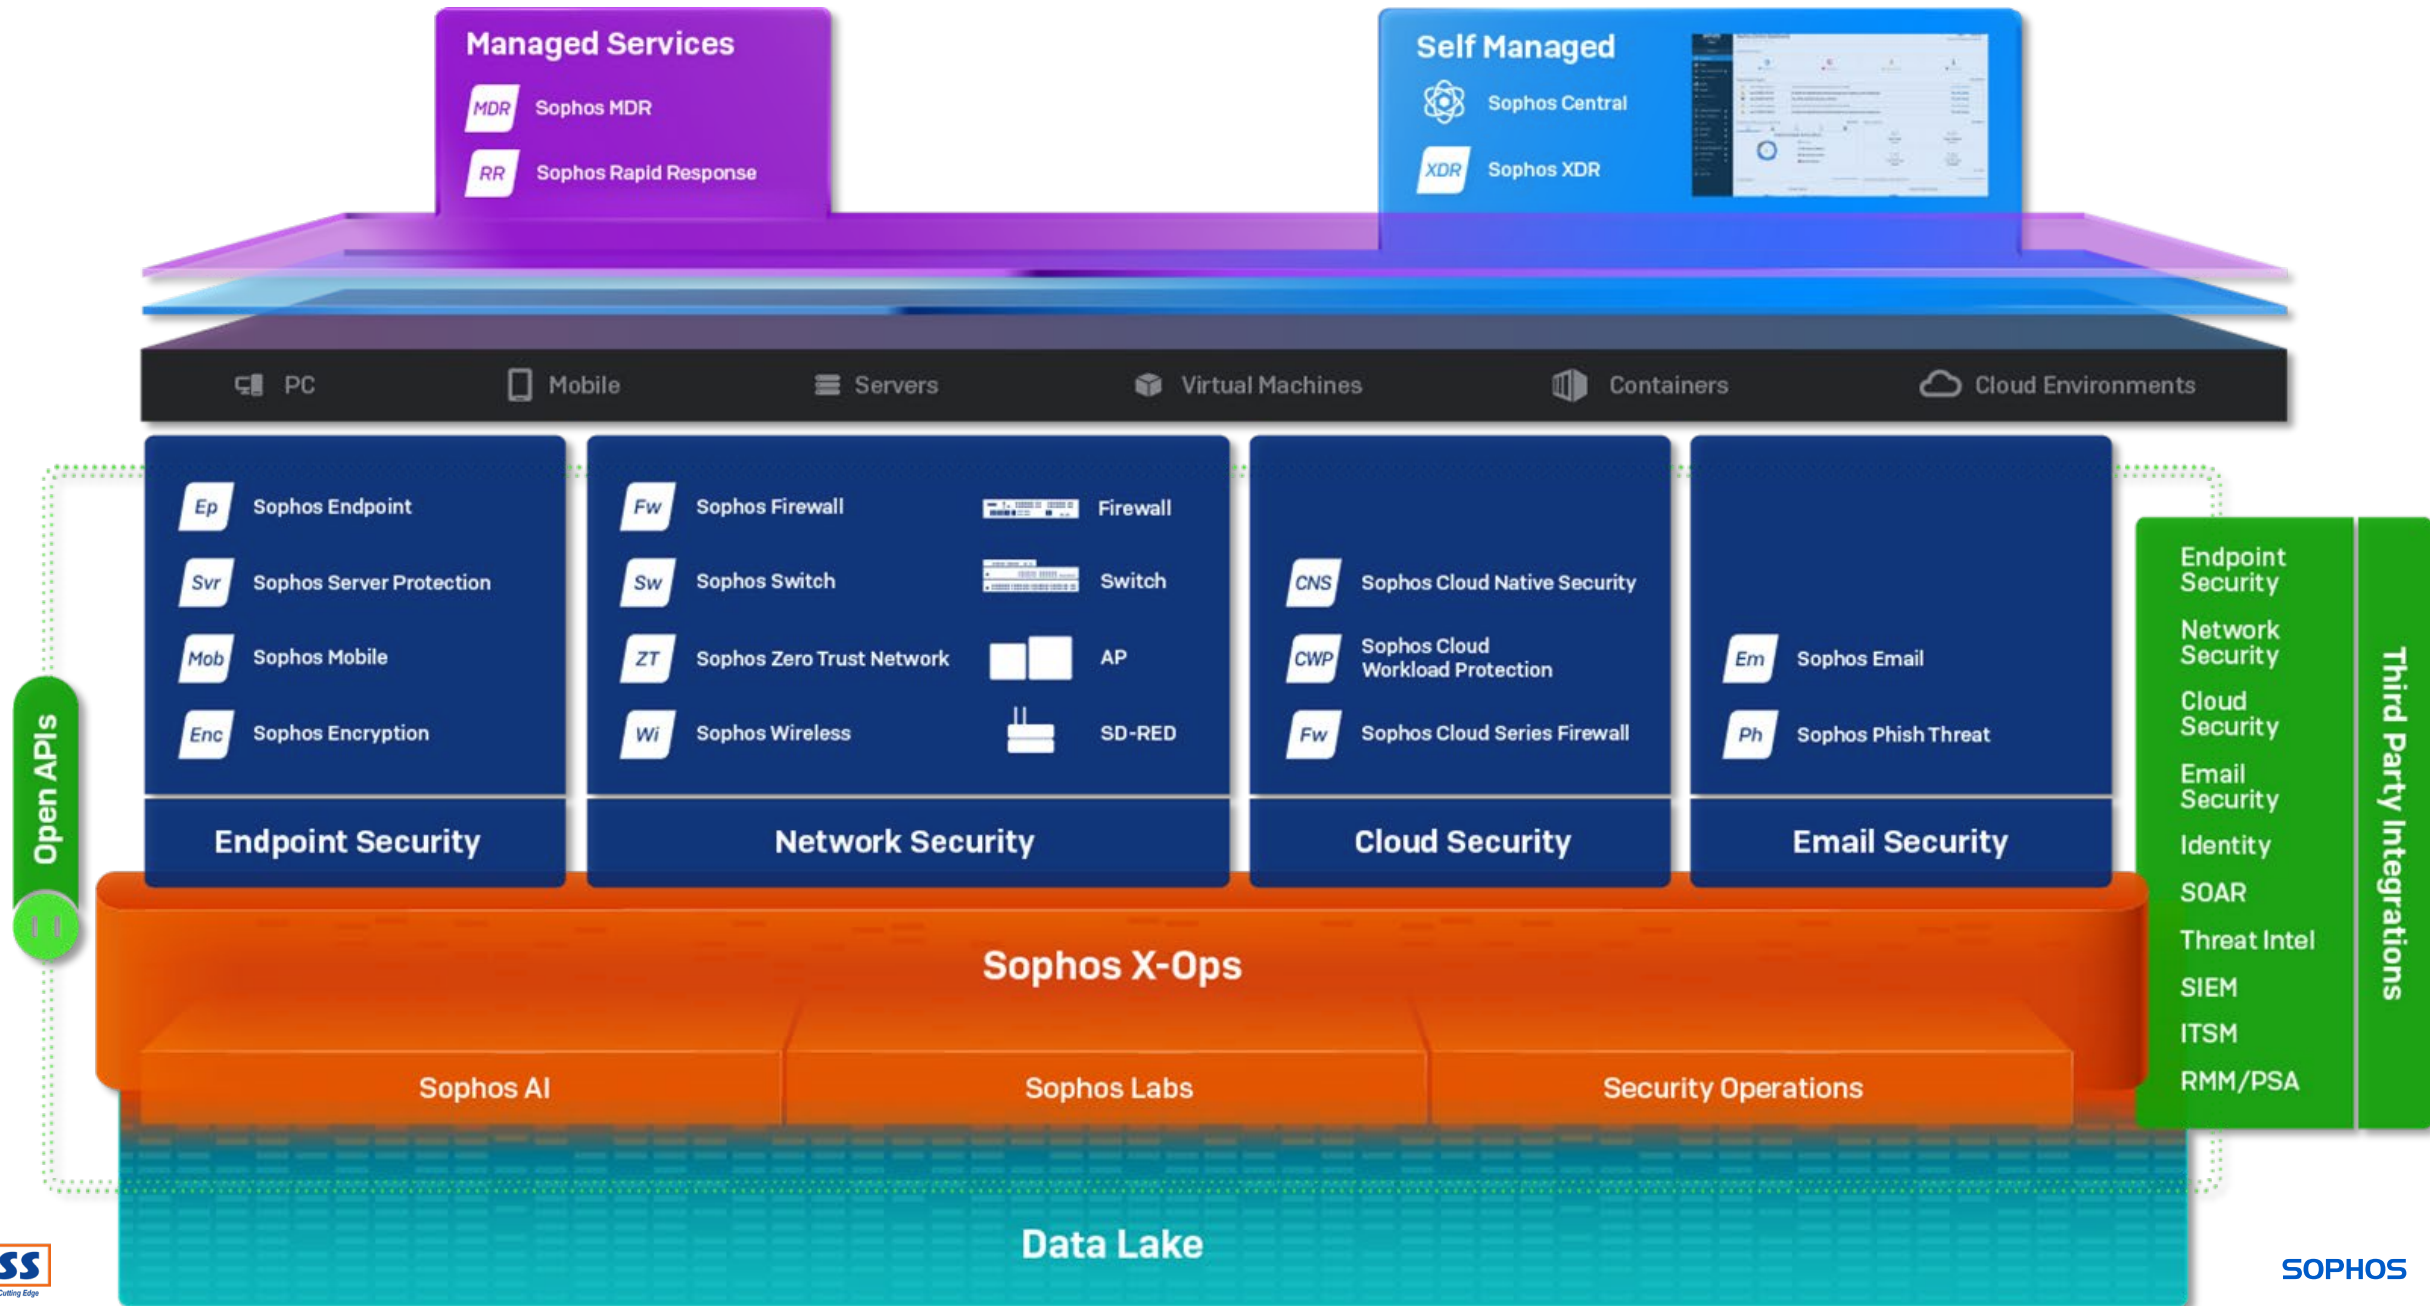 Managed Services
MDR Sophos MDR
RR Sophos Rapid Response
Self Managed
Sophos Central
XDR Sophos XDR
PC
Mobile
Servers
Virtual Machines
Containers
Cloud Environments
Ep Sophos Endpoint
Svr Sophos Server Protection
Mob Sophos Mobile
Enc Sophos Encryption
Endpoint Security
Fw Sophos Firewall
Sw Sophos Switch
ZT Sophos Zero Trust Network
Wi Sophos Wireless
Firewall
Switch
AP
SD-RED
Network Security
CNS Sophos Cloud Native Security
CWP Sophos Cloud
Workload Protection
Fw Sophos Cloud Series Firewall
Cloud Security
Em Sophos Email
Ph Sophos Phish Threat
Email Security
Open APIs
Endpoint
Security
Network
Security
Cloud
Security
Email
Security
Identity
SOAR
Threat Intel
SIEM
ITSM
RMM/PSA
Third Party Integrations
Sophos X-Ops
Sophos AI
Sophos Labs
Security Operations
Data Lake
SS
Cutting Edge
SOPHOS